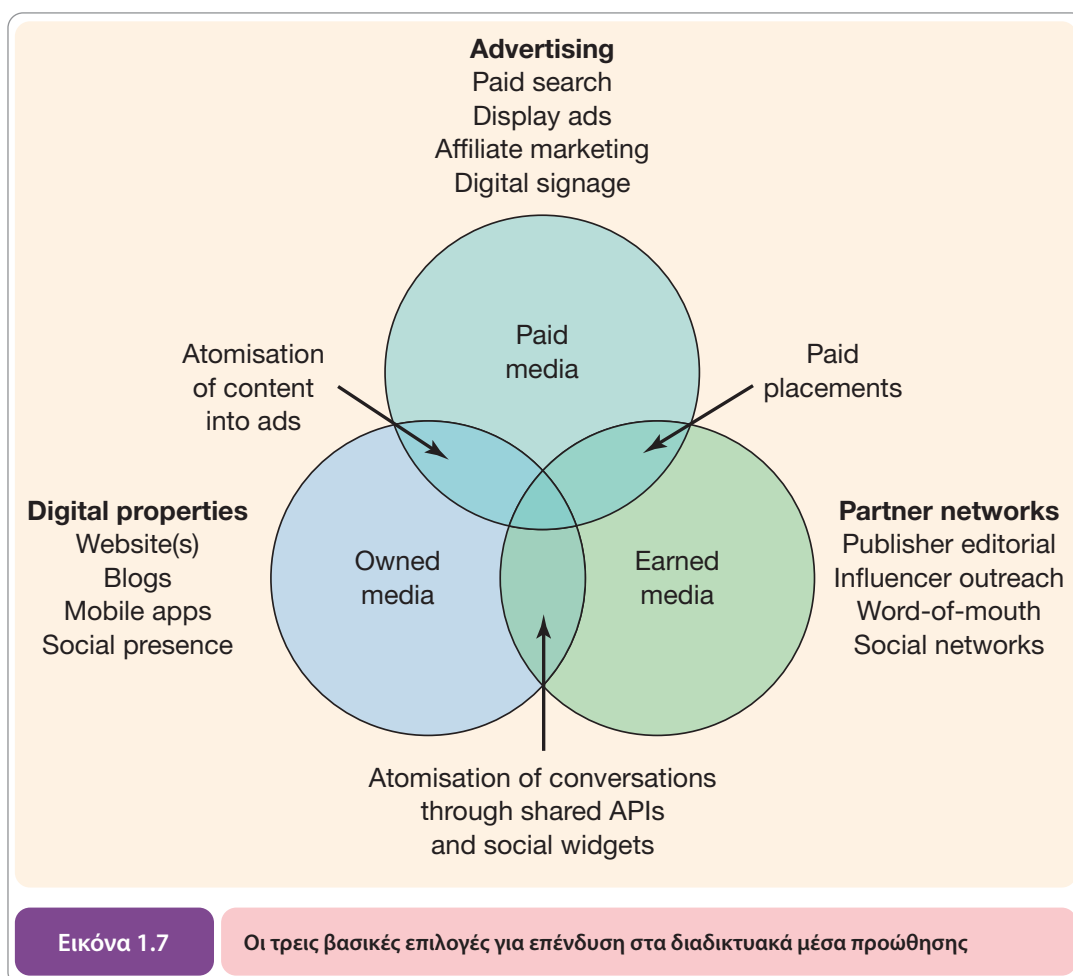 Advertising
Paid search
Display ads
Affiliate marketing
Digital signage
Paid
media
Atomisation
of content
into ads
Paid
placements
Digital properties
Website(s)
Blogs
Mobile apps
Social presence
Owned
media
Earned
media
Partner networks
Publisher editorial
Influencer outreach
Word-of-mouth
Social networks
Atomisation of conversations
through shared APIs
and social widgets
Εικόνα 1.7
Οι τρεις βασικές επιλογές για επένδυση στα διαδικτυακά μέσα προώθησης